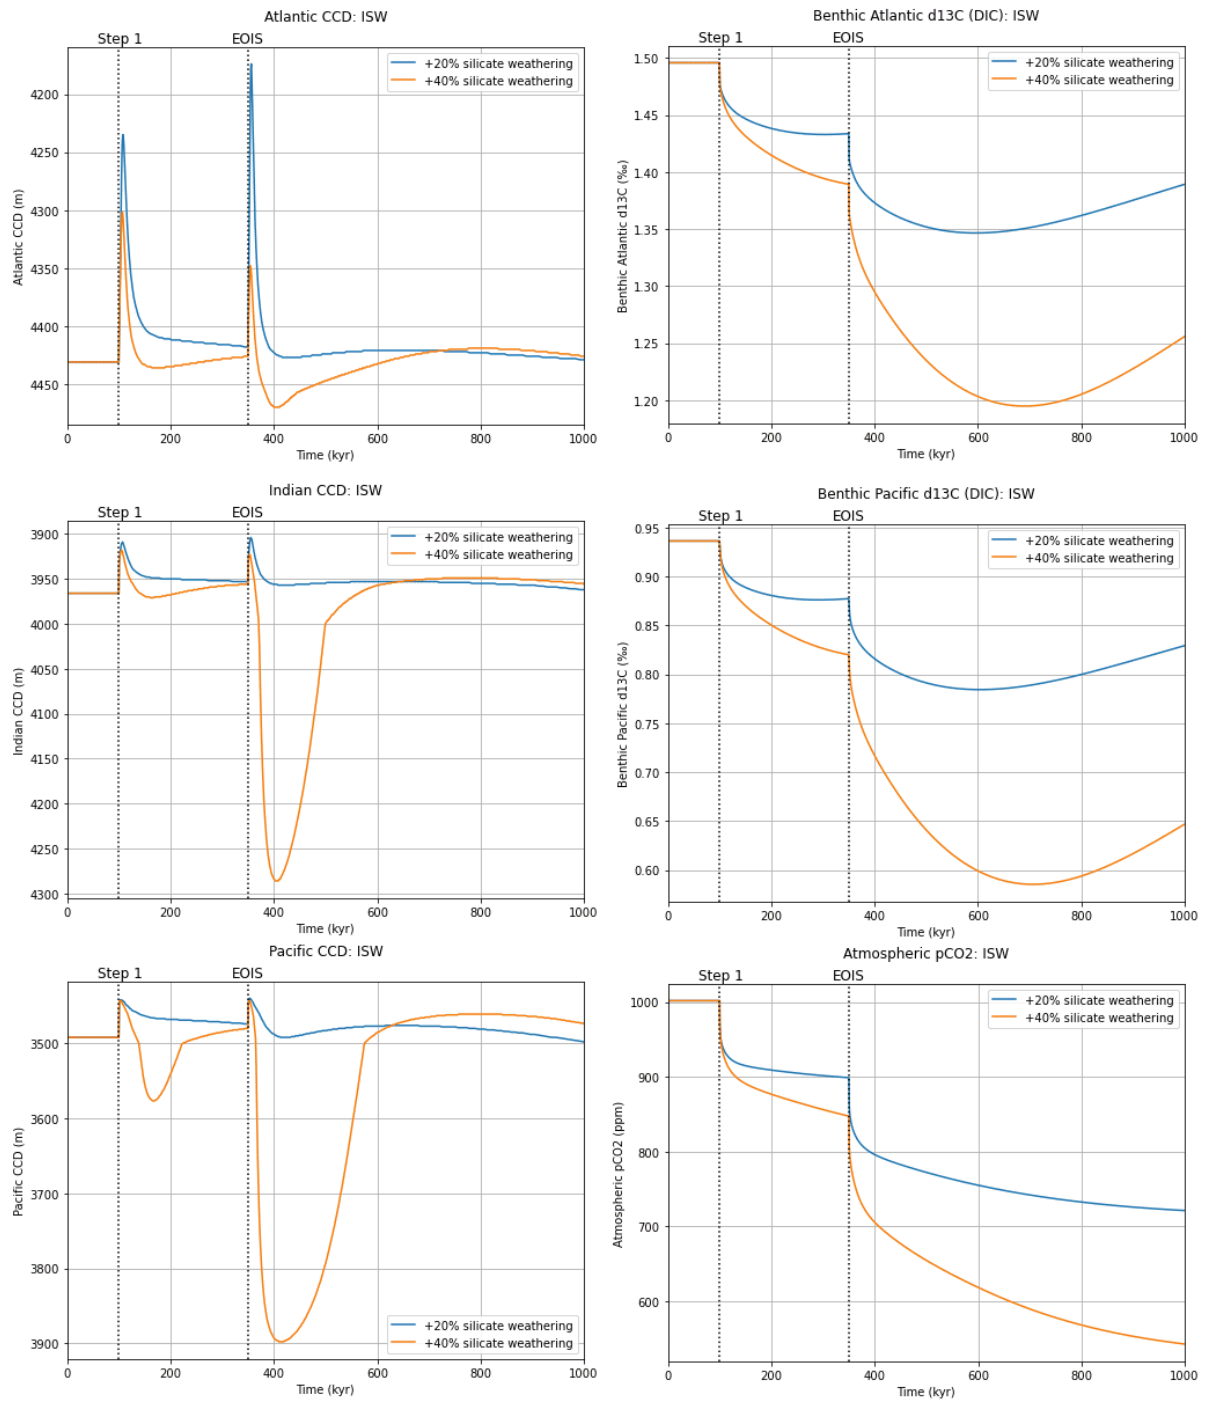 Atlantic CCD: ISW
Step 1
EOIS
+20% silicate weathering
+40% silicate weathering
4200
4250
4300
4350
4400
4450
Atlantic CCD (m)
0
200
400
600
800
1000
Time (kyr)
Benthic Atlantic d13C (DIC): ISW
Step 1
EOIS
+20% silicate weathering
+40% silicate weathering
1.50
1.45
1.40
1.35
1.30
1.25
1.20
Benthic Atlantic d13C (‰)
0
200
400
600
800
1000
Time (kyr)
Indian CCD: ISW
Step 1
EOIS
+20% silicate weathering
+40% silicate weathering
3900
3950
4000
4050
4100
4150
4200
4250
4300
Indian CCD (m)
0
200
400
600
800
1000
Time (kyr)
Benthic Pacific d13C (DIC): ISW
Step 1
EOIS
+20% silicate weathering
+40% silicate weathering
0.95
0.90
0.85
0.80
0.75
0.70
0.65
0.60
Benthic Pacific d13C (‰)
0
200
400
600
800
1000
Time (kyr)
Pacific CCD: ISW
Step 1
EOIS
3500
3600
3700
3800
3900
Pacific CCD (m)
+20% silicate weathering
+40% silicate weathering
0
200
400
600
800
1000
Time (kyr)
Atmospheric pCO2: ISW
Step 1
EOIS
+20% silicate weathering
+40% silicate weathering
1000
900
800
700
600
Atmospheric pCO2 (ppm)
0
200
400
600
800
1000
Time (kyr)